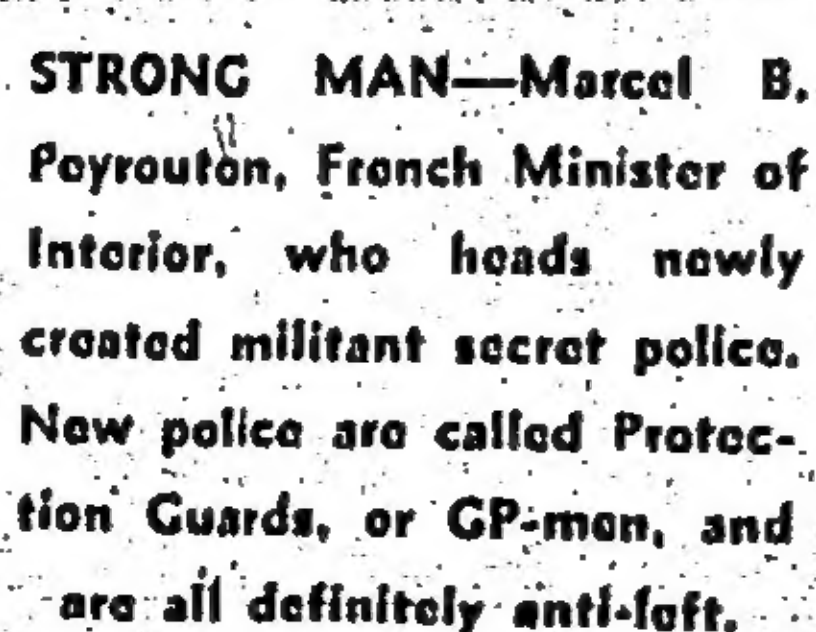 STRONG MAN—Marcel B.
Peyrouton, French Minister of
Interior, who heads newly
created militant secret police.
New police are called Protec-
tion Guards, or GP-men, and
are all definitely anti-left.